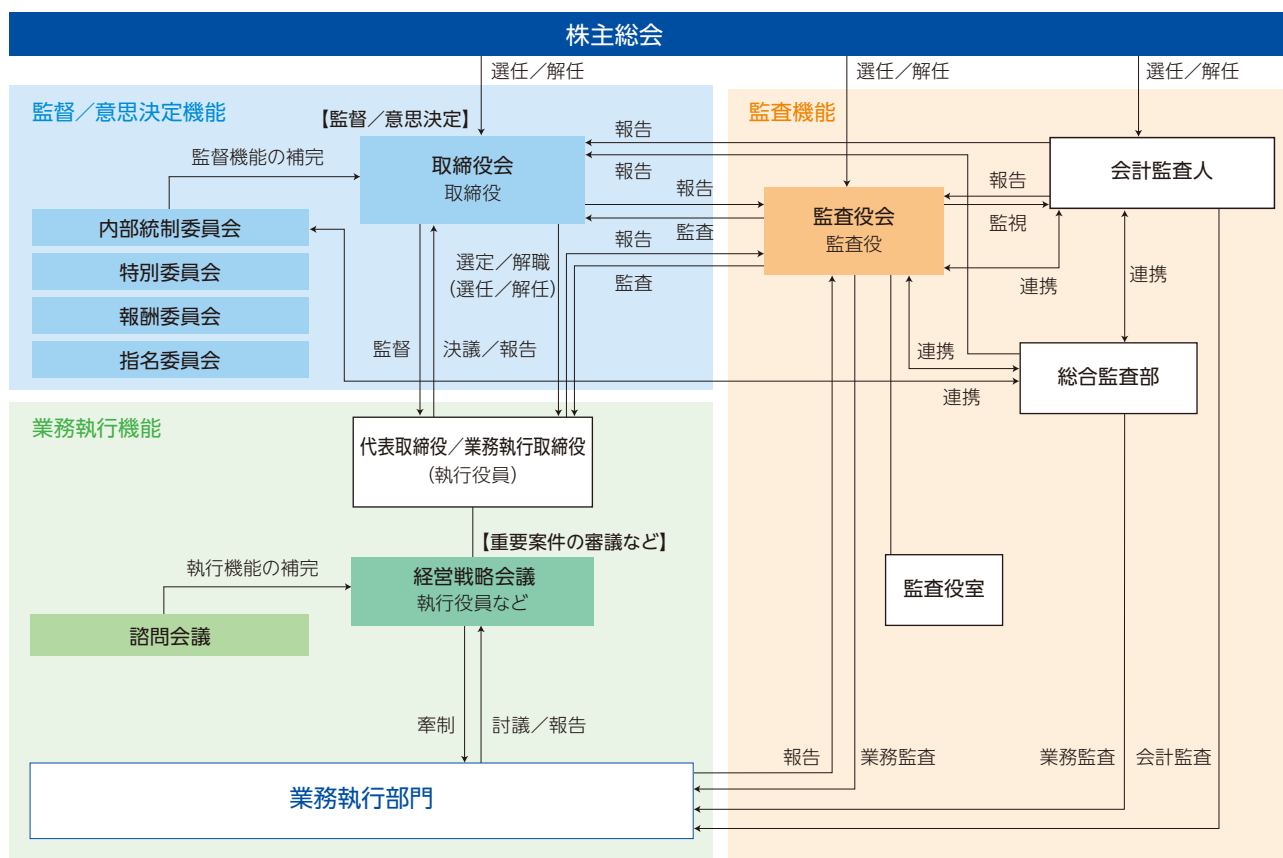 株主総会
選任／解任
選任／解任
選任／解任
監督／意思決定機能
【監督／意思決定】
監査機能
報告
取締役会
取締役
会計監査人
監督機能の補完
報告
報告
報告
監査役会
監査役
内部統制委員会
監査
監視
特別委員会
選定／解職
（選任／解任）
報告
監査
連携
連携
報酬委員会
指名委員会
監督
決議／報告
連携
総合監査部
連携
業務執行機能
代表取締役／業務執行取締役
（執行役員）
【重要案件の審議など】
執行機能の補完
経営戦略会議
執行役員など
監査役室
諮問会議
牽制
討議／報告
報告
業務監査
業務監査
会計監査
業務執行部門